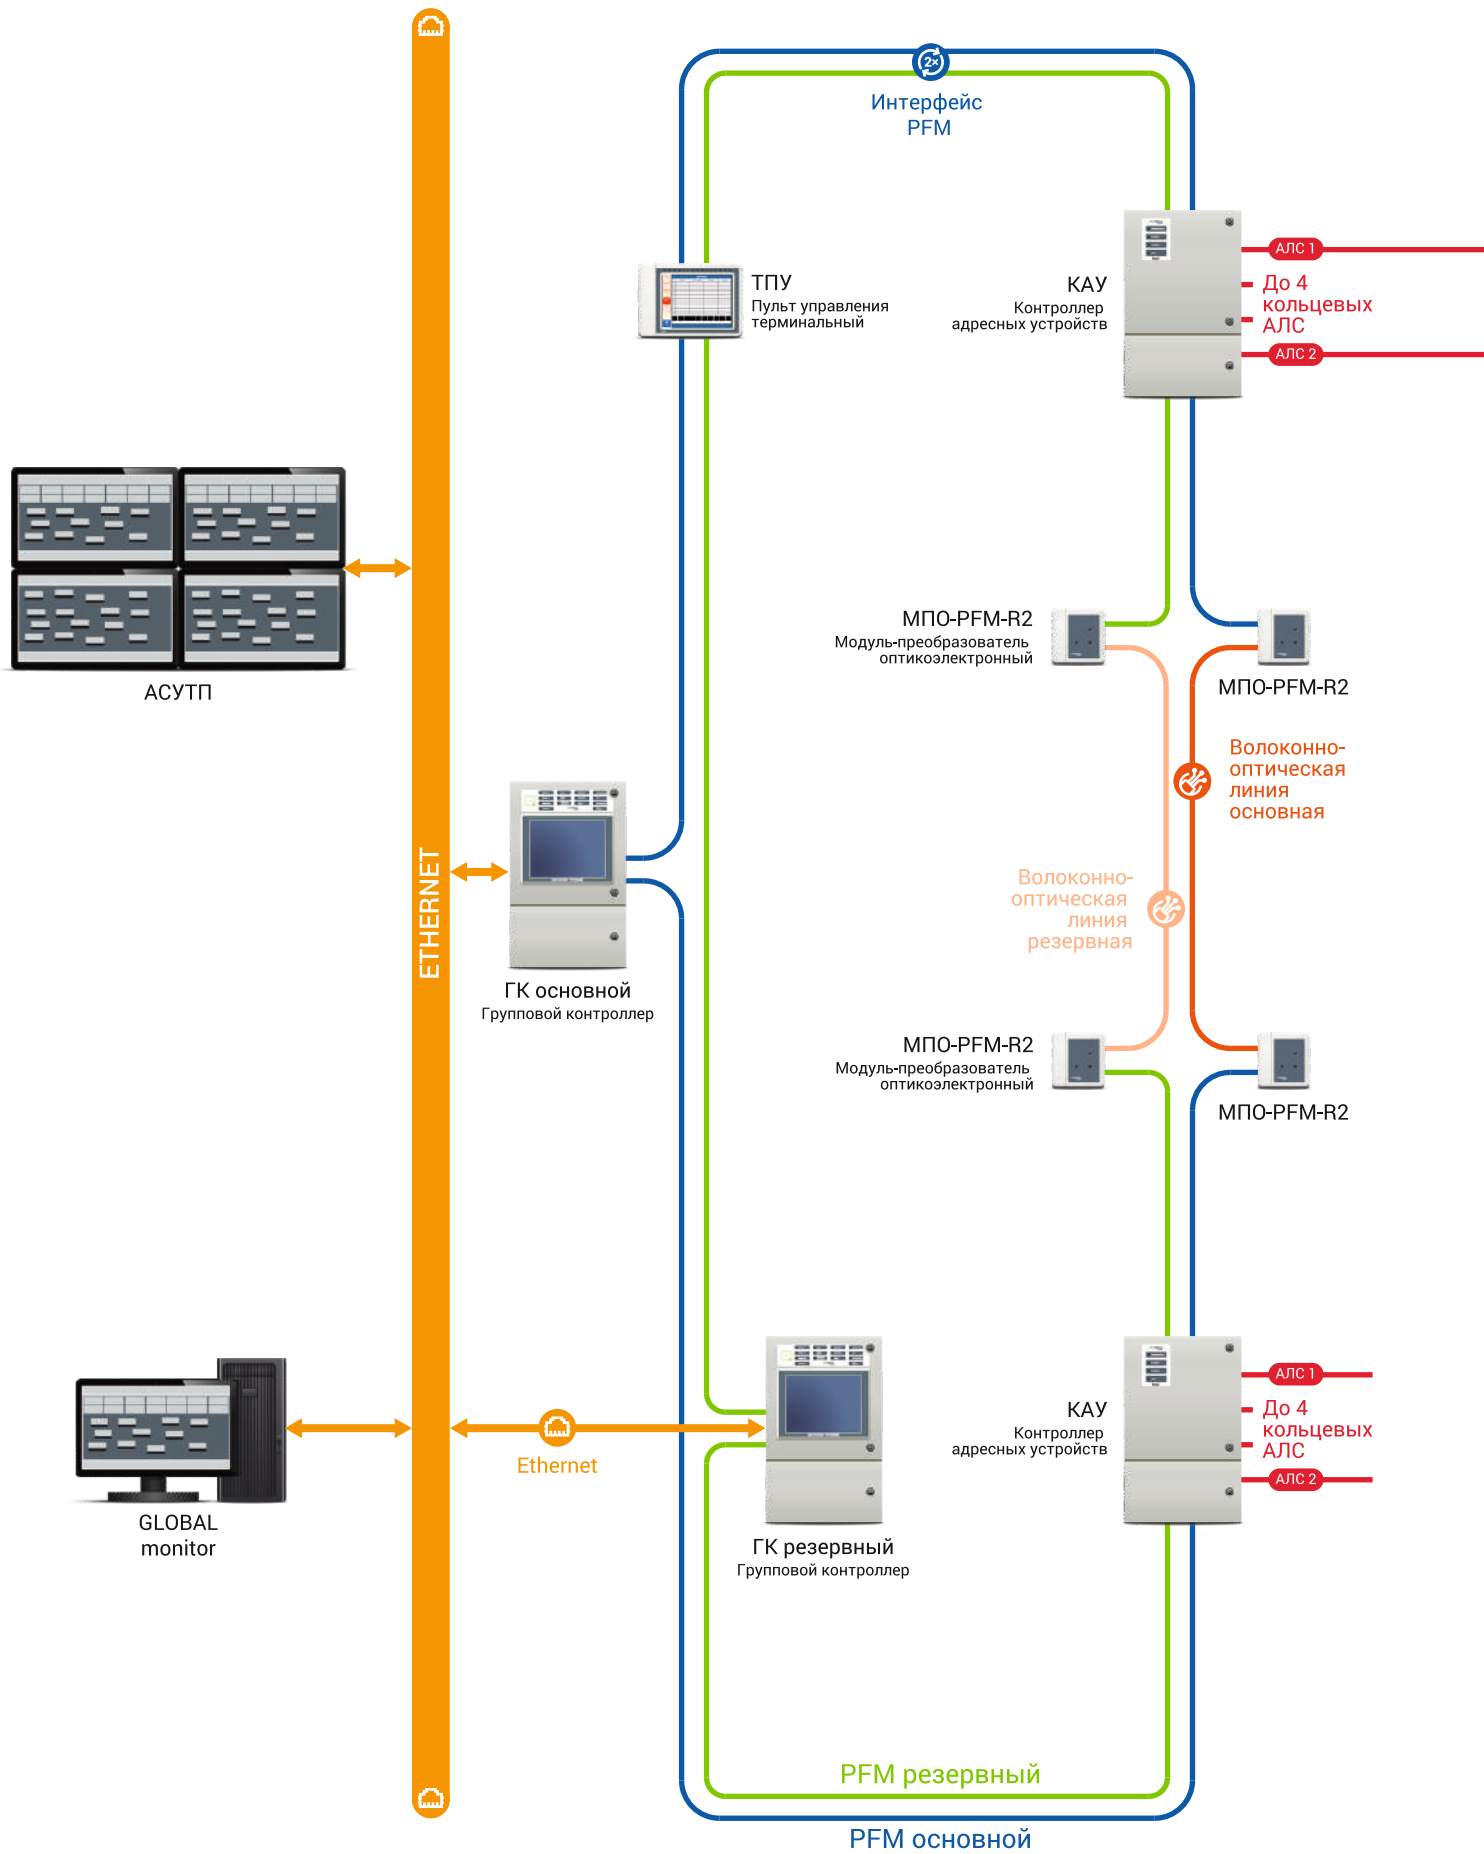 Интерфейс
PFM
ТПУ
Пульт управления
терминальный
КАУ
Контроллер
адресных устройств
АЛС 1
До 4
кольцевых
АЛС
АЛС 2
АСУТП
МПО-PFM-R2
Модуль-преобразователь
оптикоэлектронный
МПО-PFM-R2
Волоконно-
оптическая
линия
основная
ETHERNET
Волоконно-
оптическая
линия
резервная
ГК основной
Групповой контроллер
МПО-PFM-R2
Модуль-преобразователь
оптикоэлектронный
МПО-PFM-R2
GLOBAL
monitor
Ethernet
ГК резервный
Групповой контроллер
КАУ
Контроллер
адресных устройств
АЛС 1
До 4
кольцевых
АЛС
АЛС 2
PFM резервный
PFM основной
2×